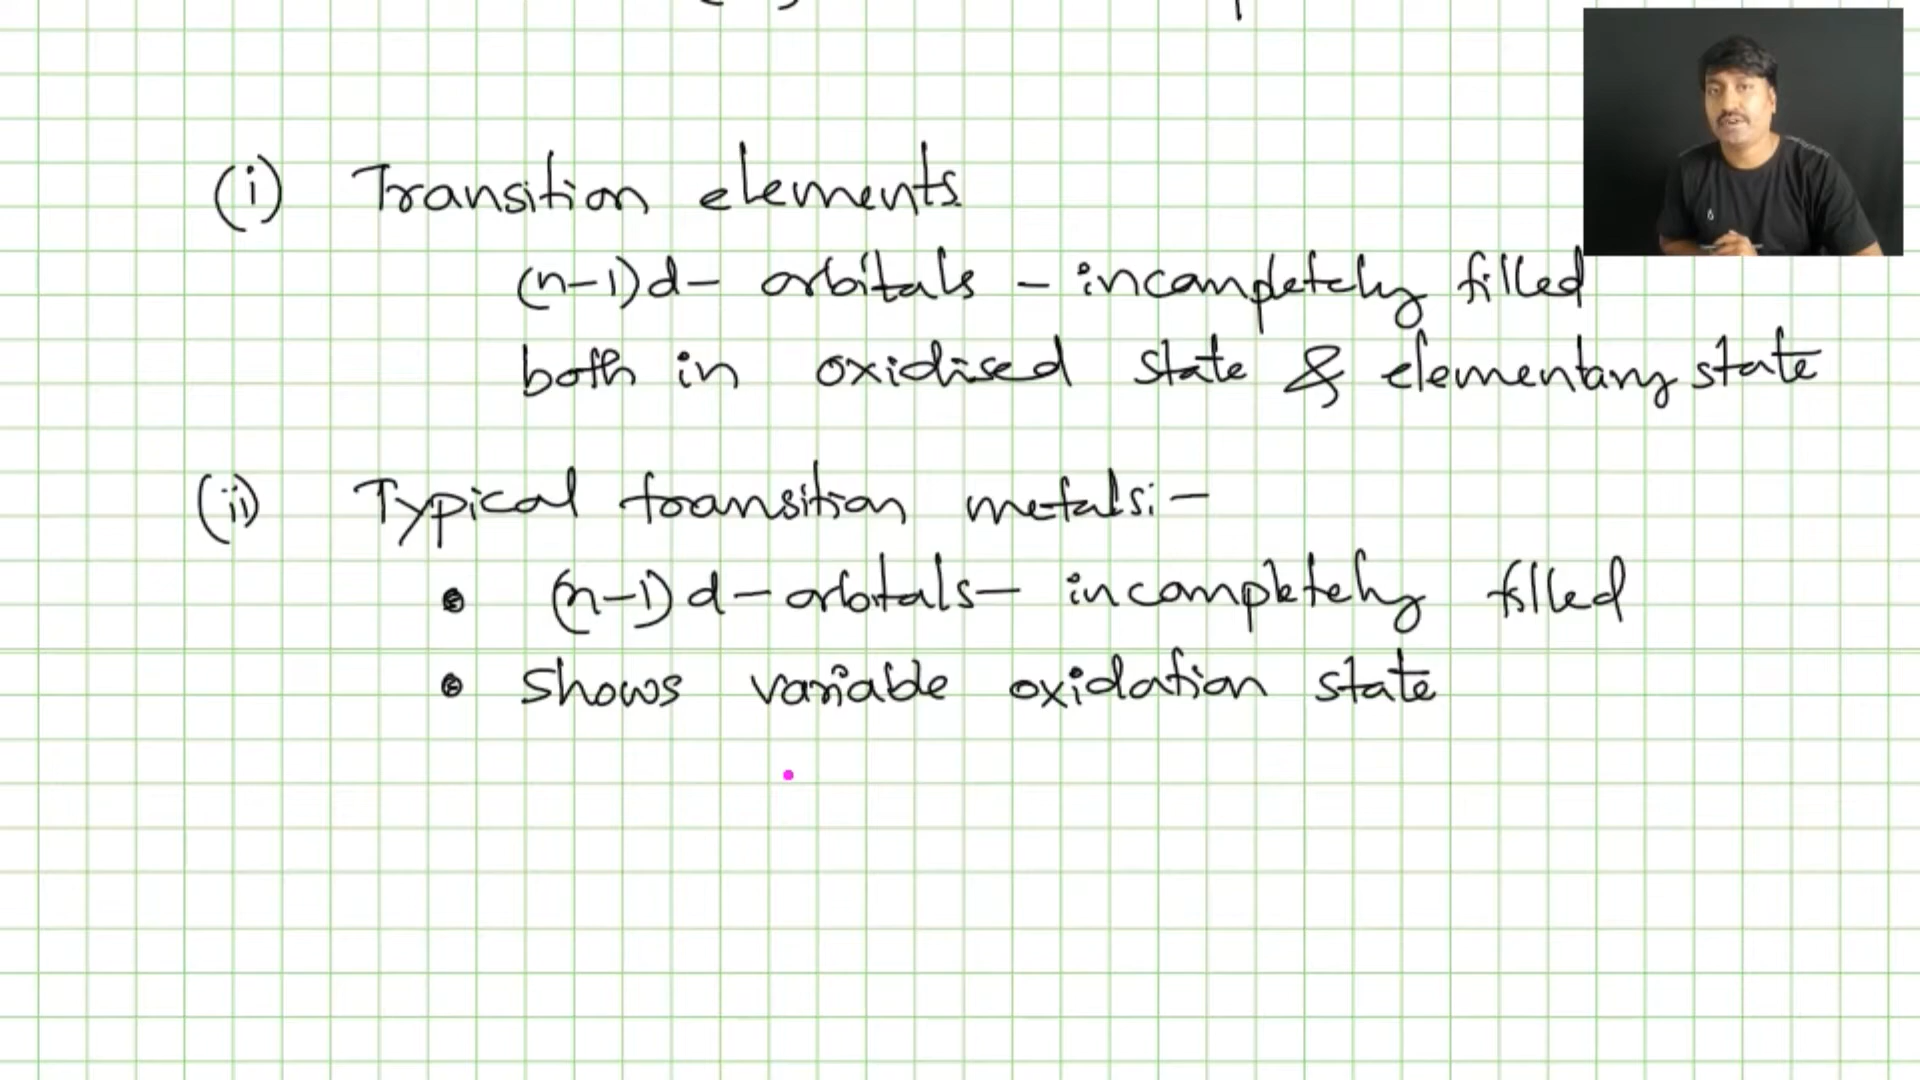 (i) Transition elements
(n-1)d- orbitals - incompletely filled
both in oxidised state & elementary state
(ii) Typical transition metals:-
• (n-1)d-orbitals- incompletely filled
• shows variable oxidation state